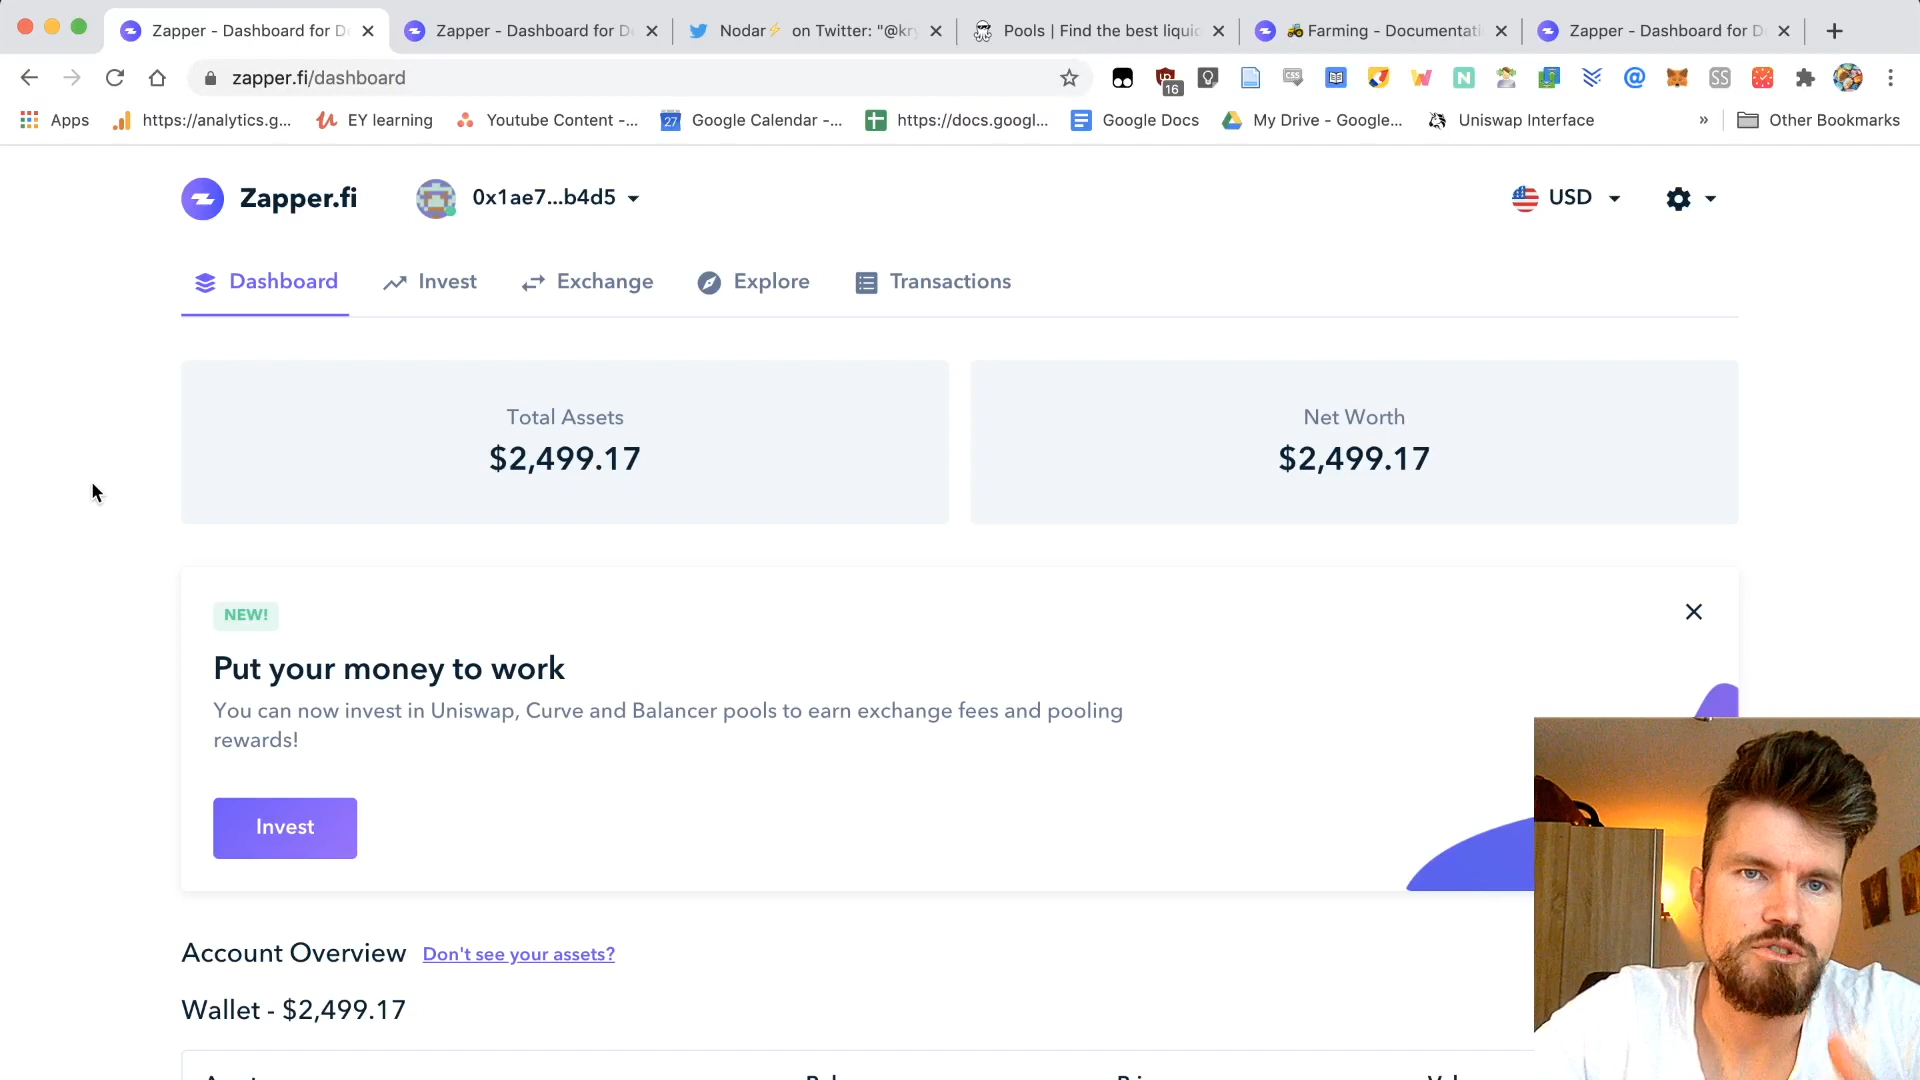 Zapper - Dashboard for D
Zapper - Dashboard for De
Nodar⚡ on Twitter: "@kry
Pools | Find the best liquid
🚜 Farming - Documentati
Zapper - Dashboard for D
zapper.fi/dashboard
16
Apps
https://analytics.g...
EY learning
Youtube Content -...
27
Google Calendar -...
https://docs.googl...
Google Docs
My Drive - Google...
Uniswap Interface
»
Other Bookmarks
Zapper.fi
0x1ae7...b4d5
USD
Dashboard
Invest
Exchange
Explore
Transactions
Total Assets
$2,499.17
Net Worth
$2,499.17
NEW!
Put your money to work
You can now invest in Uniswap, Curve and Balancer pools to earn exchange fees and pooling
rewards!
Invest
Account Overview
Don't see your assets?
Wallet - $2,499.17